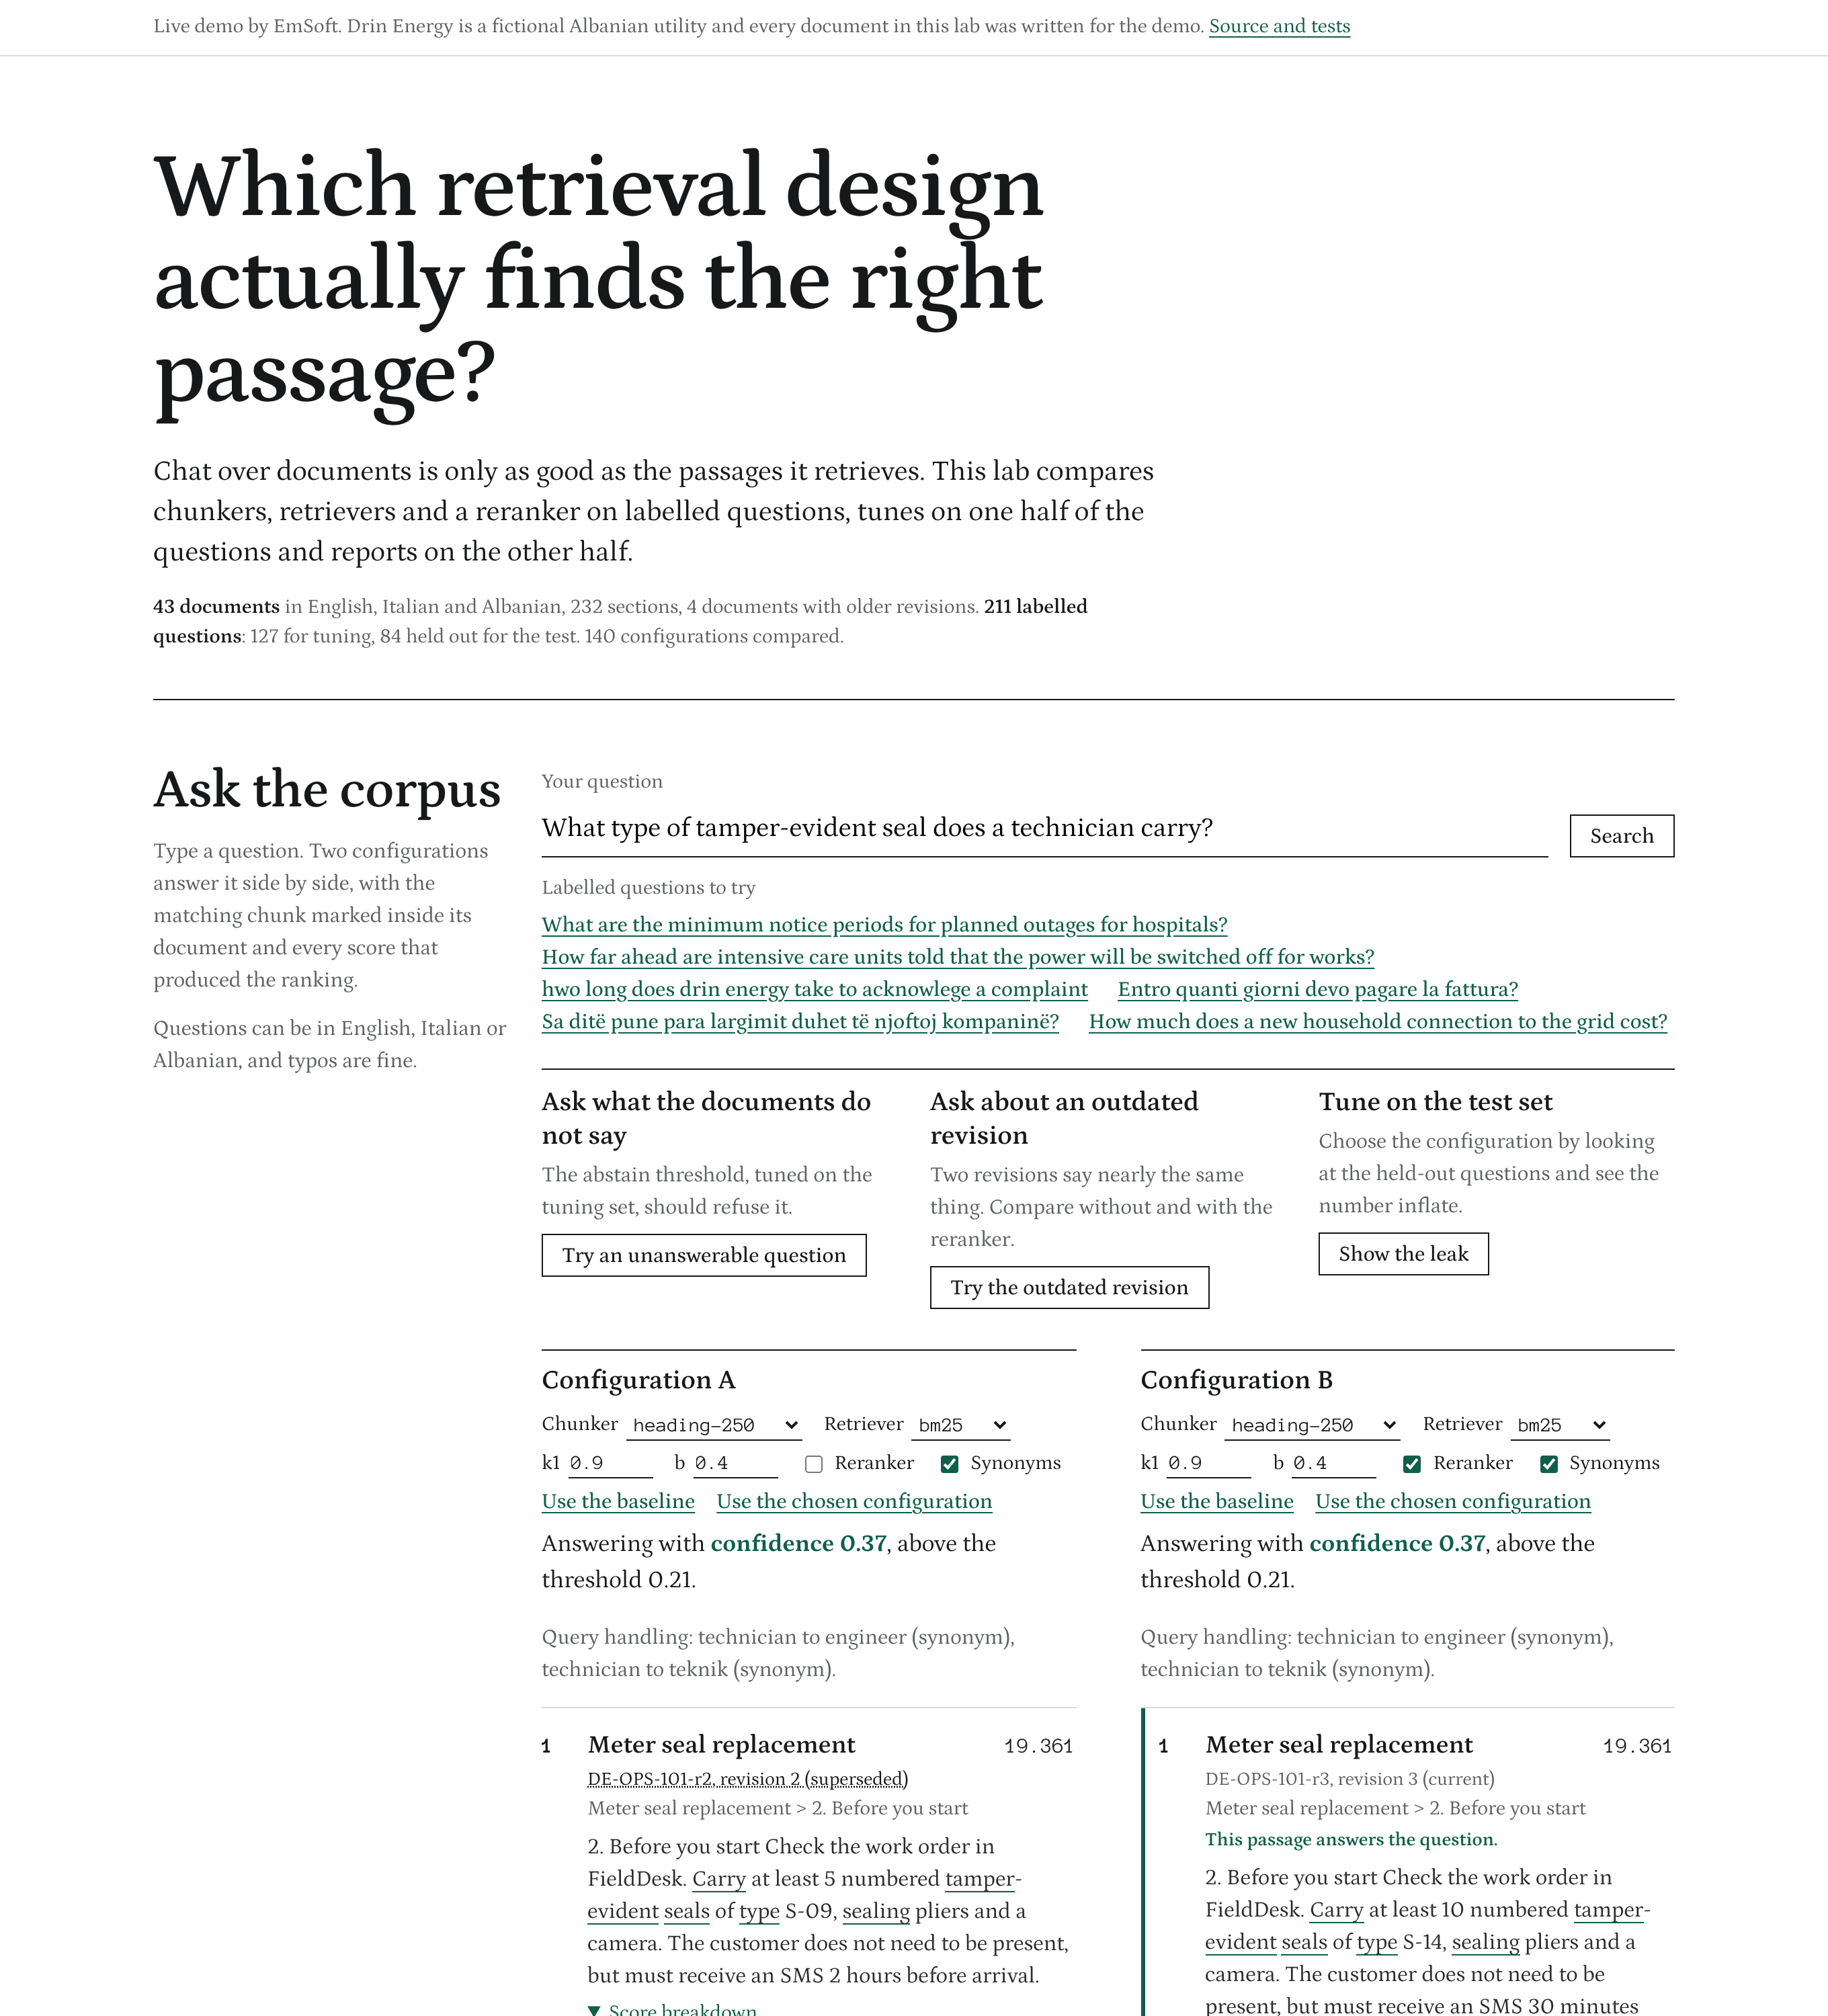 Live demo by EmSoft. Drin Energy is a fictional Albanian utility and every document in this lab was written for the demo. Source and tests
Which retrieval design
actually finds the right
passage?
Chat over documents is only as good as the passages it retrieves. This lab compares
chunkers, retrievers and a reranker on labelled questions, tunes on one half of the
questions and reports on the other half.
43 documents in English, Italian and Albanian, 232 sections, 4 documents with older revisions. 211 labelled
questions: 127 for tuning, 84 held out for the test. 140 configurations compared.
Ask the corpus
Type a question. Two configurations
answer it side by side, with the
matching chunk marked inside its
document and every score that
produced the ranking.
Questions can be in English, Italian or
Albanian, and typos are fine.
Your question
What type of tamper-evident seal does a technician carry?
Search
Labelled questions to try
What are the minimum notice periods for planned outages for hospitals?
How far ahead are intensive care units told that the power will be switched off for works?
hwo long does drin energy take to acknowlege a complaint Entro quanti giorni devo pagare la fattura?
Sa ditë pune para largimit duhet të njoftoj kompaninë? How much does a new household connection to the grid cost?
Ask what the documents do
not say
The abstain threshold, tuned on the
tuning set, should refuse it.
Try an unanswerable question
Ask about an outdated
revision
Two revisions say nearly the same
thing. Compare without and with the
reranker.
Try the outdated revision
Tune on the test set
Choose the configuration by looking
at the held-out questions and see the
number inflate.
Show the leak
Configuration A
Chunker heading-250 Retriever bm25
k1 0.9 b 0.4 Reranker Synonyms
Use the baseline Use the chosen configuration
Answering with confidence 0.37, above the
threshold 0.21.
Query handling: technician to engineer (synonym),
technician to teknik (synonym).
1 Meter seal replacement 19.361
DE-OPS-101-r2, revision 2 (superseded)
Meter seal replacement > 2. Before you start
2. Before you start Check the work order in
FieldDesk. Carry at least 5 numbered tamper-
evident seals of type S-09, sealing pliers and a
camera. The customer does not need to be present,
but must receive an SMS 2 hours before arrival.
▼ Score breakdown
Configuration B
Chunker heading-250 Retriever bm25
k1 0.9 b 0.4 Reranker Synonyms
Use the baseline Use the chosen configuration
Answering with confidence 0.37, above the
threshold 0.21.
Query handling: technician to engineer (synonym),
technician to teknik (synonym).
1 Meter seal replacement 19.361
DE-OPS-101-r3, revision 3 (current)
Meter seal replacement > 2. Before you start
This passage answers the question.
2. Before you start Check the work order in
FieldDesk. Carry at least 10 numbered tamper-
evident seals of type S-14, sealing pliers and a
camera. The customer does not need to be
present, but must receive an SMS 30 minutes